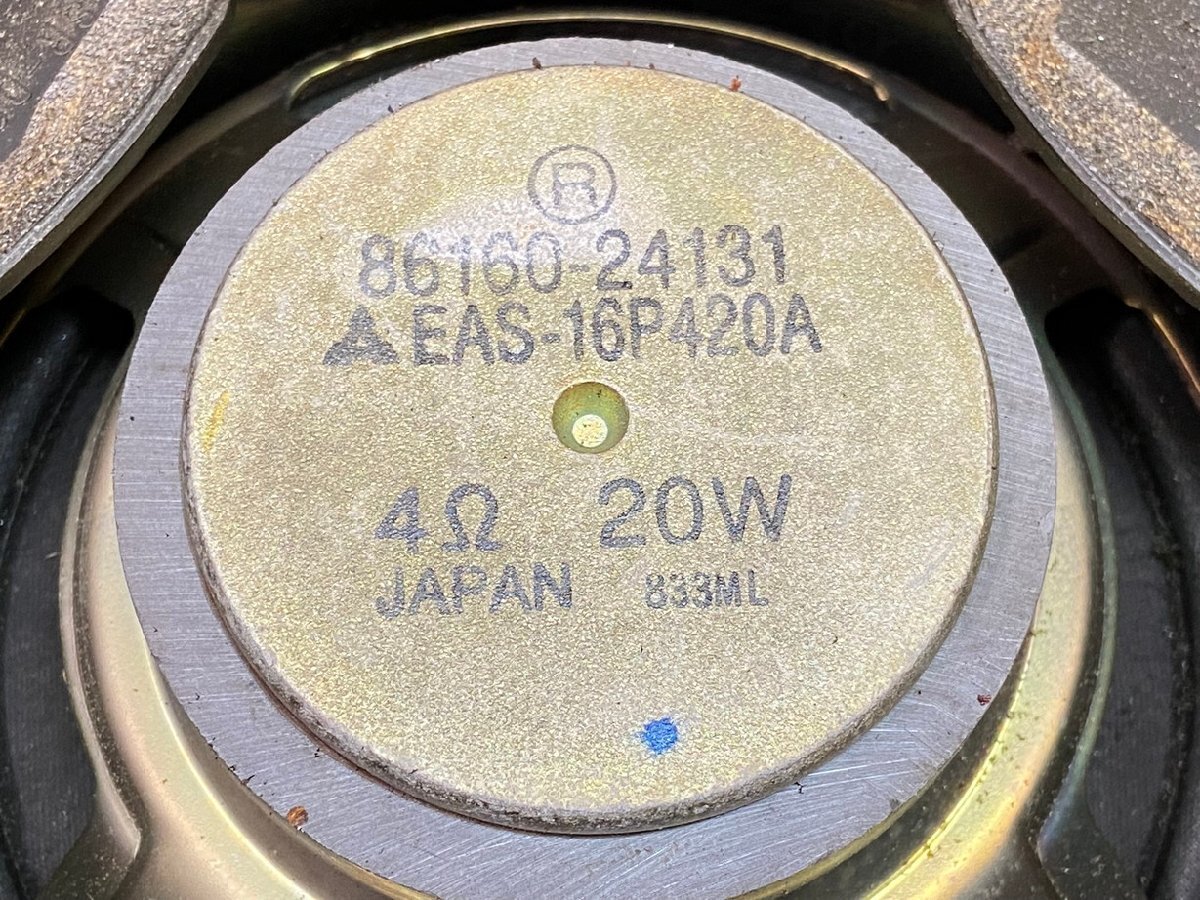 ®
86160-24131
▲EAS-16P420A
4Ω 20W
JAPAN 833ML